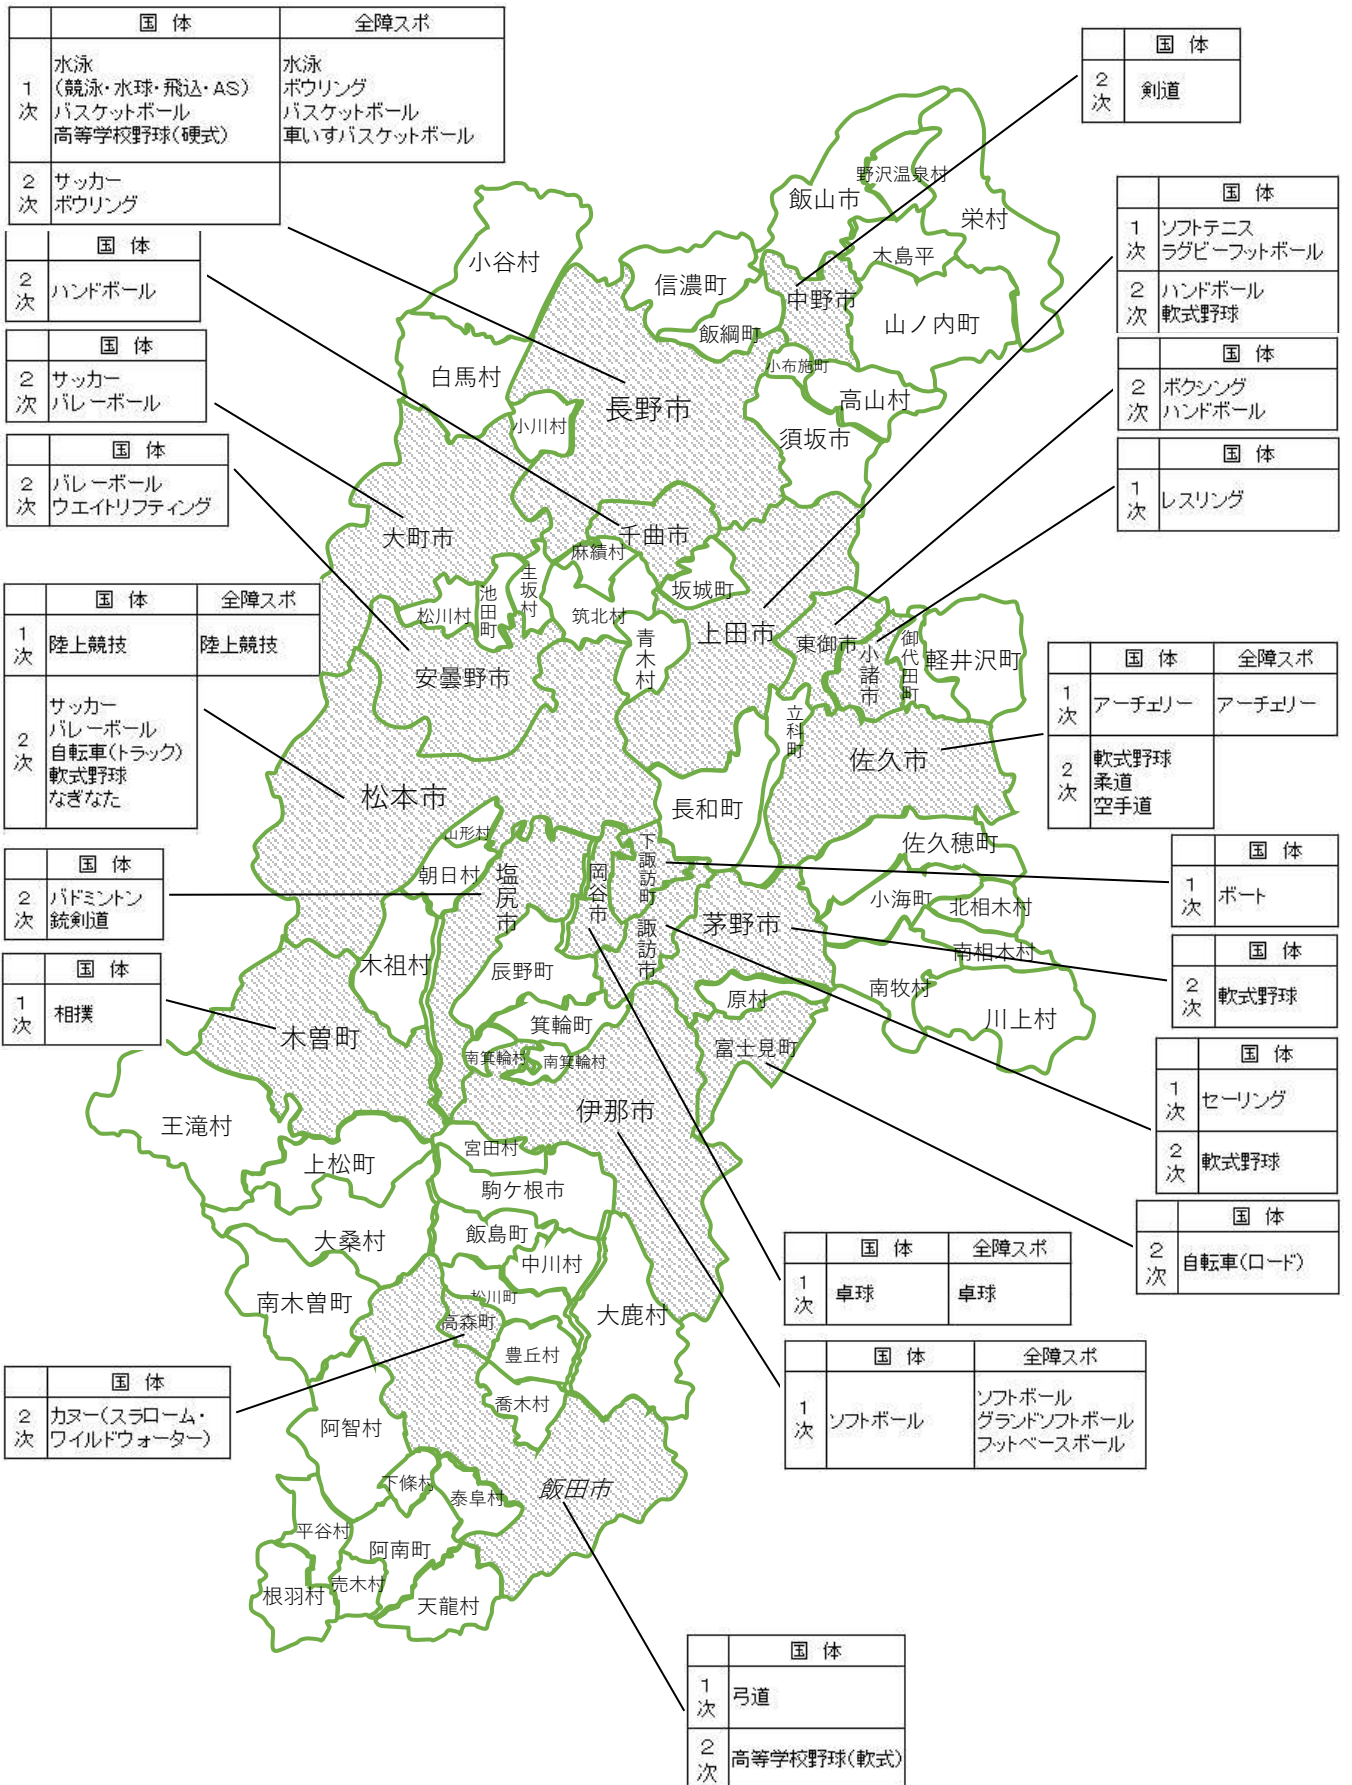 国 体 全障スポ
1次 水泳 水泳
(競泳・水球・飛込・AS) ボウリング
バスケットボール バスケットボール
高等学校野球(硬式) 車いすバスケットボール
2次 サッカー
ボウリング
国 体
2次 ハンドボール
国 体
2次 サッカー
バレーボール
国 体
2次 バレーボール
ウエイトリフティング
国 体 全障スポ
1次 陸上競技 陸上競技
2次 サッカー
バレーボール
自転車(トラック)
軟式野球
なぎなた
国 体
2次 バドミントン
銃剣道
国 体
1次 相撲
国 体
2次 カヌー(スラローム・
ワイルドウォーター)
国 体
2次 剣道
国 体
1次 ソフトテニス
ラグビーフットボール
2次 ハンドボール
軟式野球
国 体
2次 ボクシング
ハンドボール
国 体
1次 レスリング
国 体 全障スポ
1次 アーチェリー アーチェリー
2次 軟式野球
柔道
空手道
国 体
1次 ボート
国 体
2次 軟式野球
国 体
1次 セーリング
2次 軟式野球
国 体
2次 自転車(ロード)
国 体 全障スポ
1次 卓球 卓球
国 体 全障スポ
1次 ソフトボール ソフトボール
グランドソフトボール
フットベースボール
国 体
1次 弓道
2次 高等学校野球(軟式)
野沢温泉村
飯山市
栄村
小谷村
木島平
信濃町
中野市
飯綱町
山ノ内町
小布施町
白馬村
高山村
長野市
小川村
須坂市
大町市
千曲市
麻績村
生坂村
池田町
坂城町
松川村
筑北村
上田市
青木村
東御市
小諸市
御代田町
軽井沢町
安曇野市
立科町
佐久市
松本市
長和町
山形村
下諏訪町
佐久穂町
朝日村
塩尻市
岡谷市
小海町
北相木村
茅野市
諏訪市
南相木村
木祖村
辰野町
南牧村
原村
川上村
箕輪町
木曽町
富士見町
南箕輪村
南箕輪村
伊那市
王滝村
宮田村
上松町
駒ケ根市
飯島町
大桑村
中川村
南木曽町
松川町
大鹿村
高森町
豊丘村
喬木村
阿智村
下條村
泰阜村
飯田市
平谷村
阿南町
売木村
根羽村
天龍村